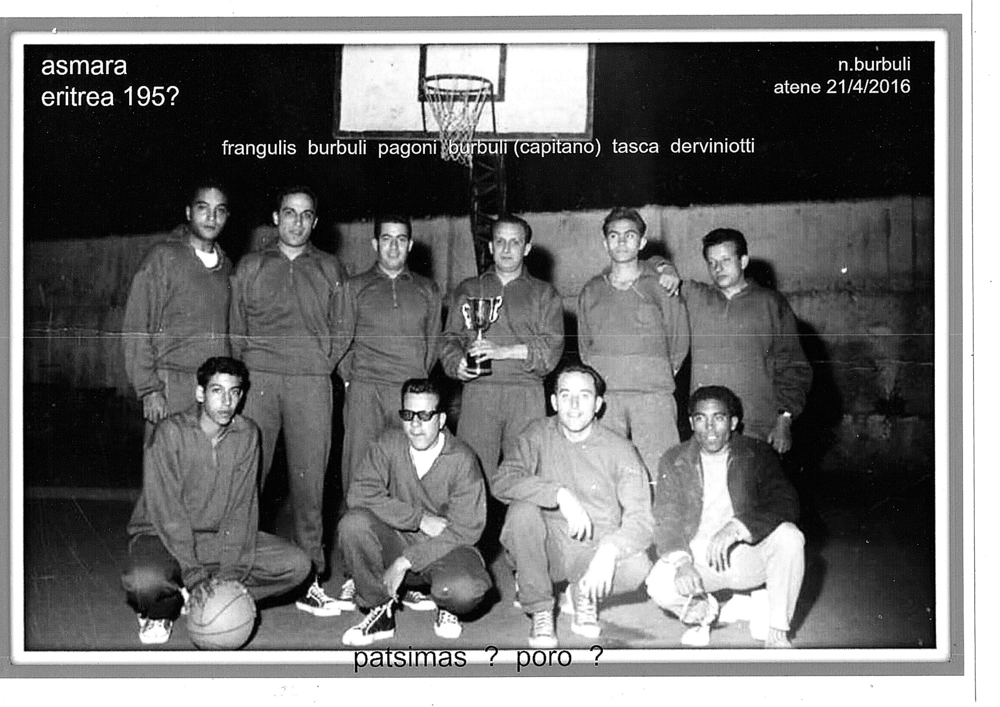 asmara
eritrea 195?
n.burbuli
atene 21/4/2016
frangulis burbuli pagoni burbuli (capitano) tasca derviniotti
patsimas ? poro ?